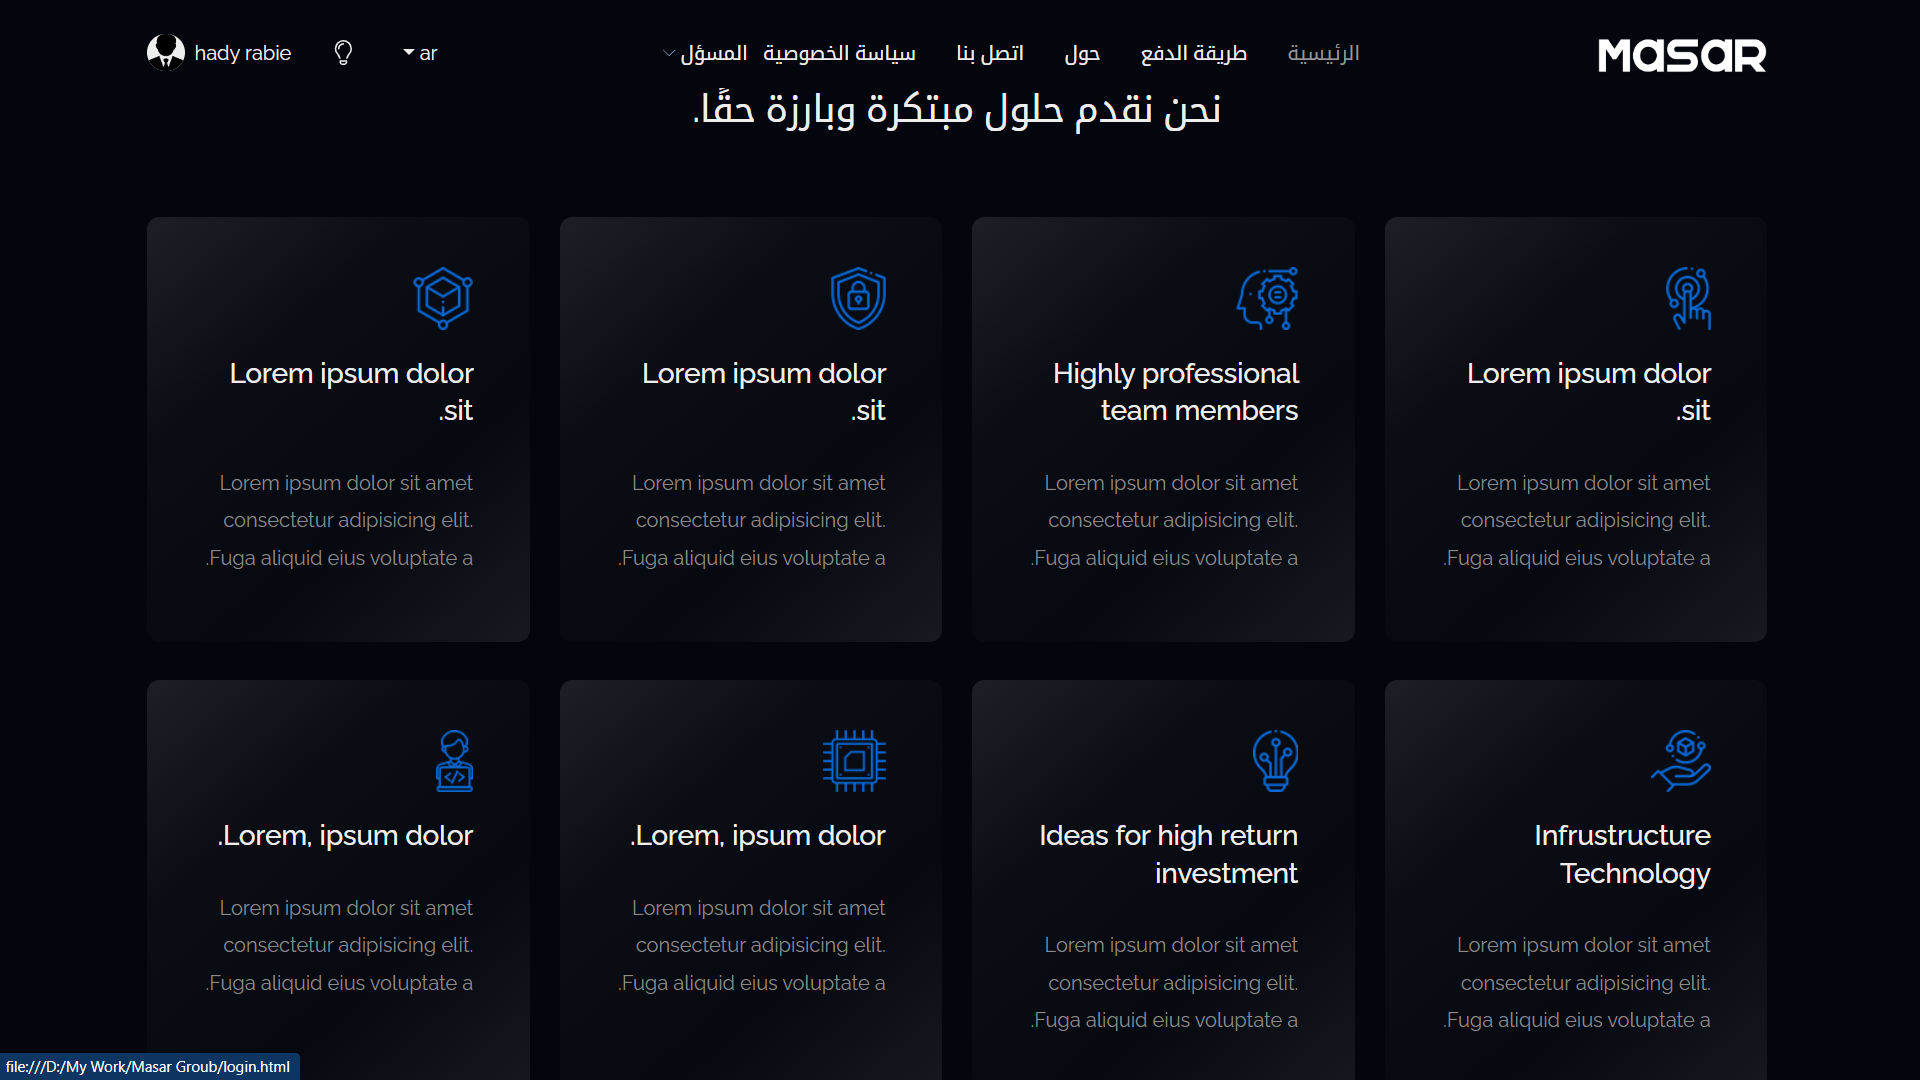 MASAR
الرئيسية
طريقة الدفع
حول
اتصل بنا
سياسة الخصوصية
المسؤل
ar
hady rabie
نحن نقدم حلول مبتكرة وبارزة حقًا.
Lorem ipsum dolor
.sit
Lorem ipsum dolor sit amet
consectetur adipisicing elit.
.Fuga aliquid eius voluptate a
Highly professional
team members
Lorem ipsum dolor sit amet
consectetur adipisicing elit.
.Fuga aliquid eius voluptate a
Lorem ipsum dolor
.sit
Lorem ipsum dolor sit amet
consectetur adipisicing elit.
.Fuga aliquid eius voluptate a
Lorem ipsum dolor
.sit
Lorem ipsum dolor sit amet
consectetur adipisicing elit.
.Fuga aliquid eius voluptate a
Infrustructure
Technology
Lorem ipsum dolor sit amet
consectetur adipisicing elit.
.Fuga aliquid eius voluptate a
Ideas for high return
investment
Lorem ipsum dolor sit amet
consectetur adipisicing elit.
.Fuga aliquid eius voluptate a
.Lorem, ipsum dolor
Lorem ipsum dolor sit amet
consectetur adipisicing elit.
.Fuga aliquid eius voluptate a
.Lorem, ipsum dolor
Lorem ipsum dolor sit amet
consectetur adipisicing elit.
.Fuga aliquid eius voluptate a
file:///D:/My Work/Masar Groub/login.html